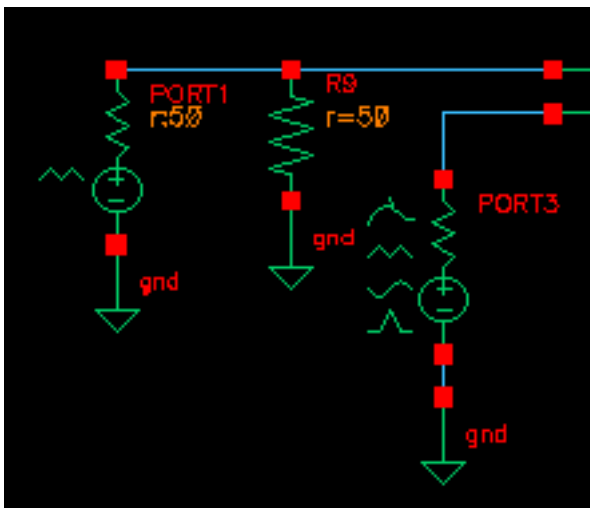 PORT1
r:50
R9
r=50
gnd
PORT3
gnd
gnd